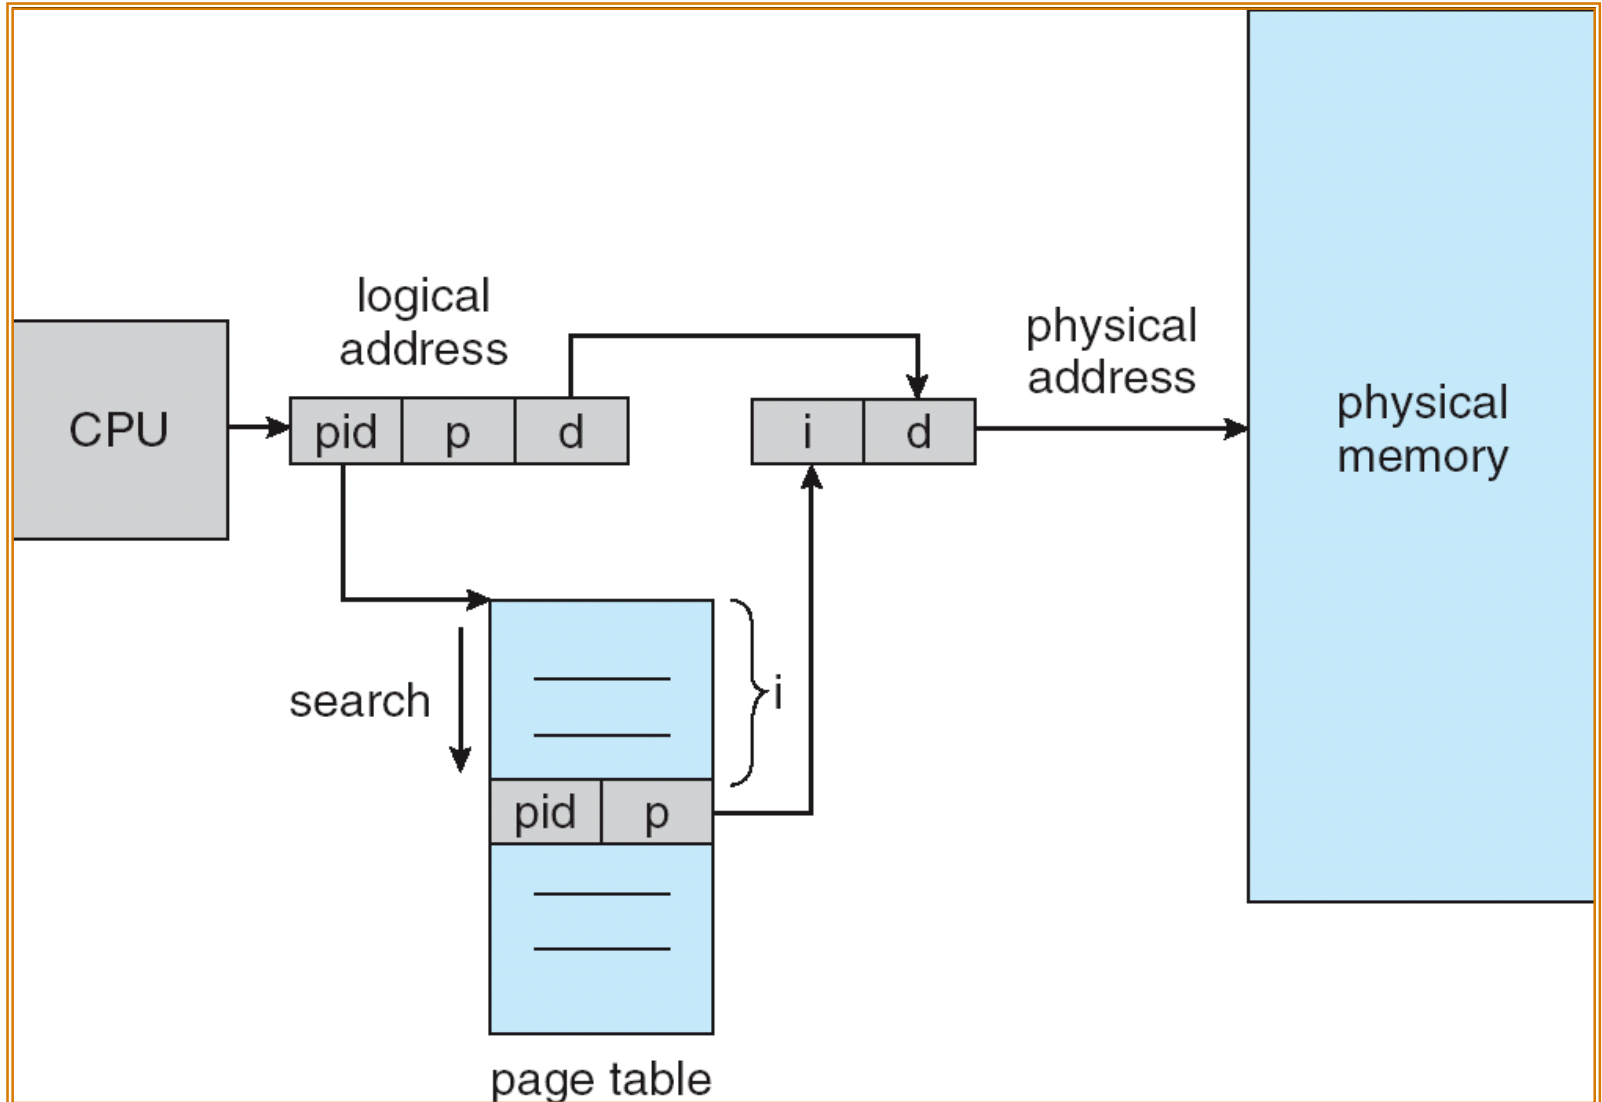 logical
address
physical
address
CPU
pid p d
i d
physical
memory
search
i
pid p
page table